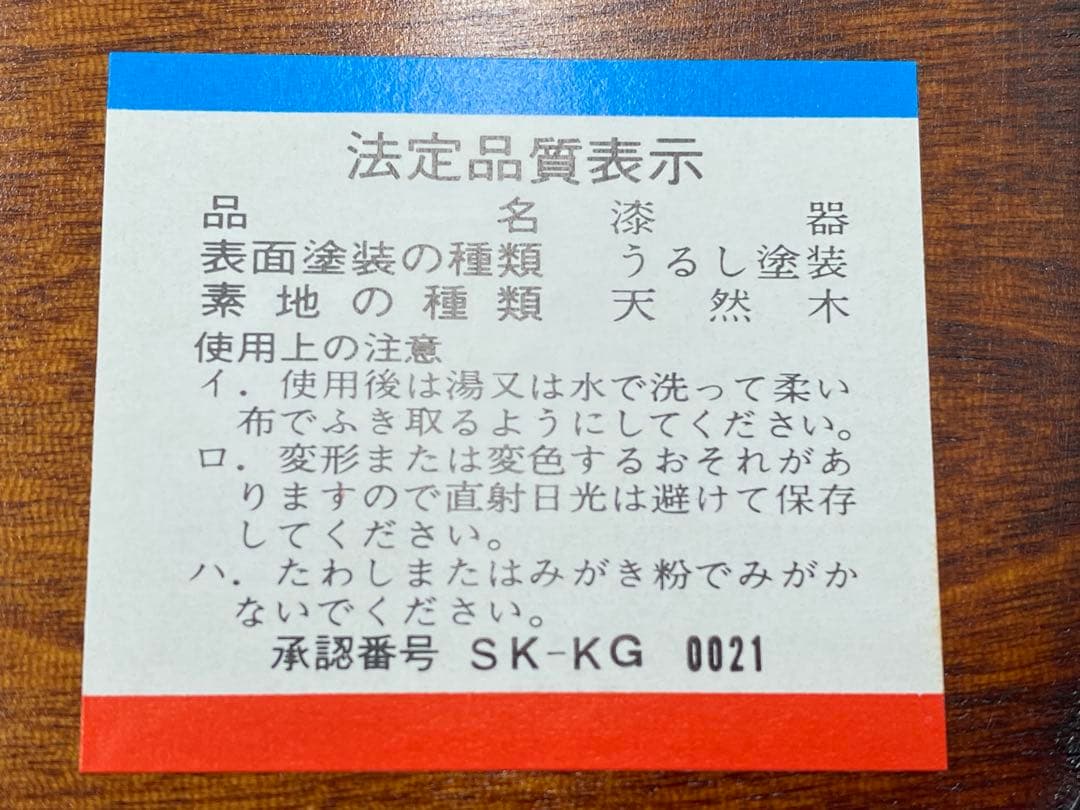 法定品質表示
品名 漆器
表面塗装の種類 うるし塗装
素地の種類 天然木
使用上の注意
イ．使用後は湯又は水で洗って柔い
布でふき取るようにしてください。
ロ．変形または変色するおそれがあ
りますので直射日光は避けて保存
してください。
ハ．たわしまたはみがき粉でみがか
ないでください。
承認番号 SK-KG 0021